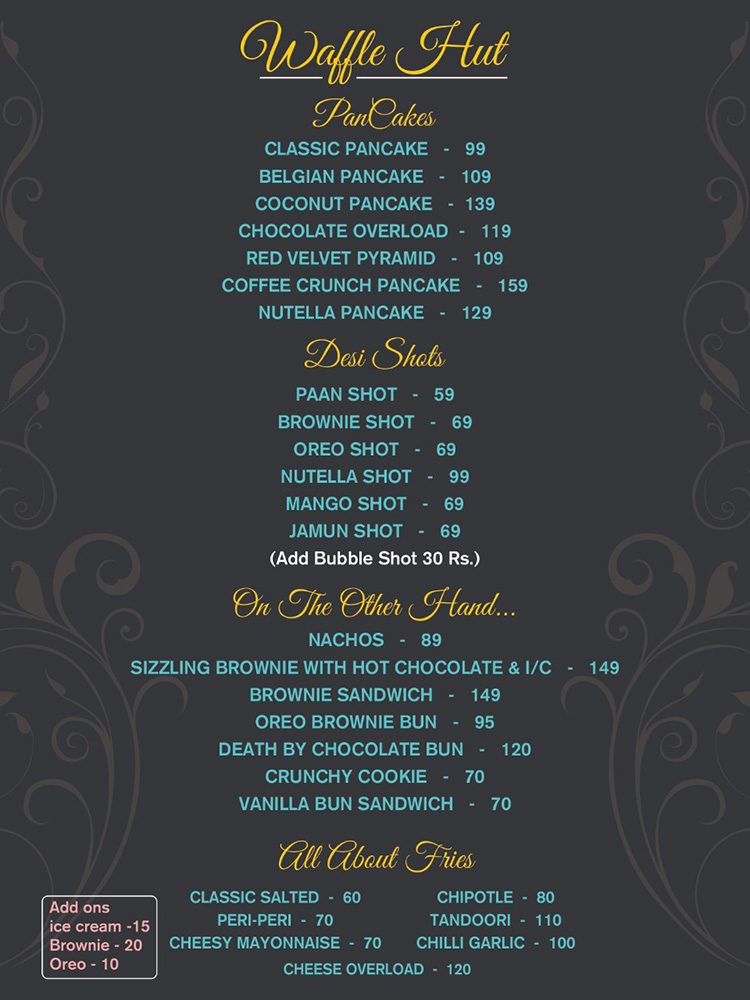 Waffle Hut
PanCakes
CLASSIC PANCAKE - 99
BELGIAN PANCAKE - 109
COCONUT PANCAKE - 139
CHOCOLATE OVERLOAD - 119
RED VELVET PYRAMID - 109
COFFEE CRUNCH PANCAKE - 159
NUTELLA PANCAKE - 129
Desi Shots
PAAN SHOT - 59
BROWNIE SHOT - 69
OREO SHOT - 69
NUTELLA SHOT - 99
MANGO SHOT - 69
JAMUN SHOT - 69
(Add Bubble Shot 30 Rs.)
On The Other Hand...
NACHOS - 89
SIZZLING BROWNIE WITH HOT CHOCOLATE & I/C - 149
BROWNIE SANDWICH - 149
OREO BROWNIE BUN - 95
DEATH BY CHOCOLATE BUN - 120
CRUNCHY COOKIE - 70
VANILLA BUN SANDWICH - 70
All About Fries
CLASSIC SALTED - 60
PERI-PERI - 70
CHEESY MAYONNAISE - 70
CHIPOTLE - 80
TANDOORI - 110
CHILLI GARLIC - 100
CHEESE OVERLOAD - 120
Add ons
ice cream -15
Brownie - 20
Oreo - 10